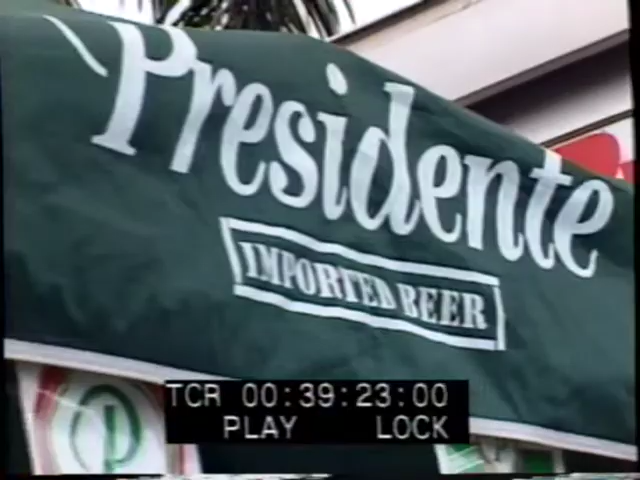 Presidente
IMPORTED BEER
P
TCR 00:39:23:00
PLAY LOCK